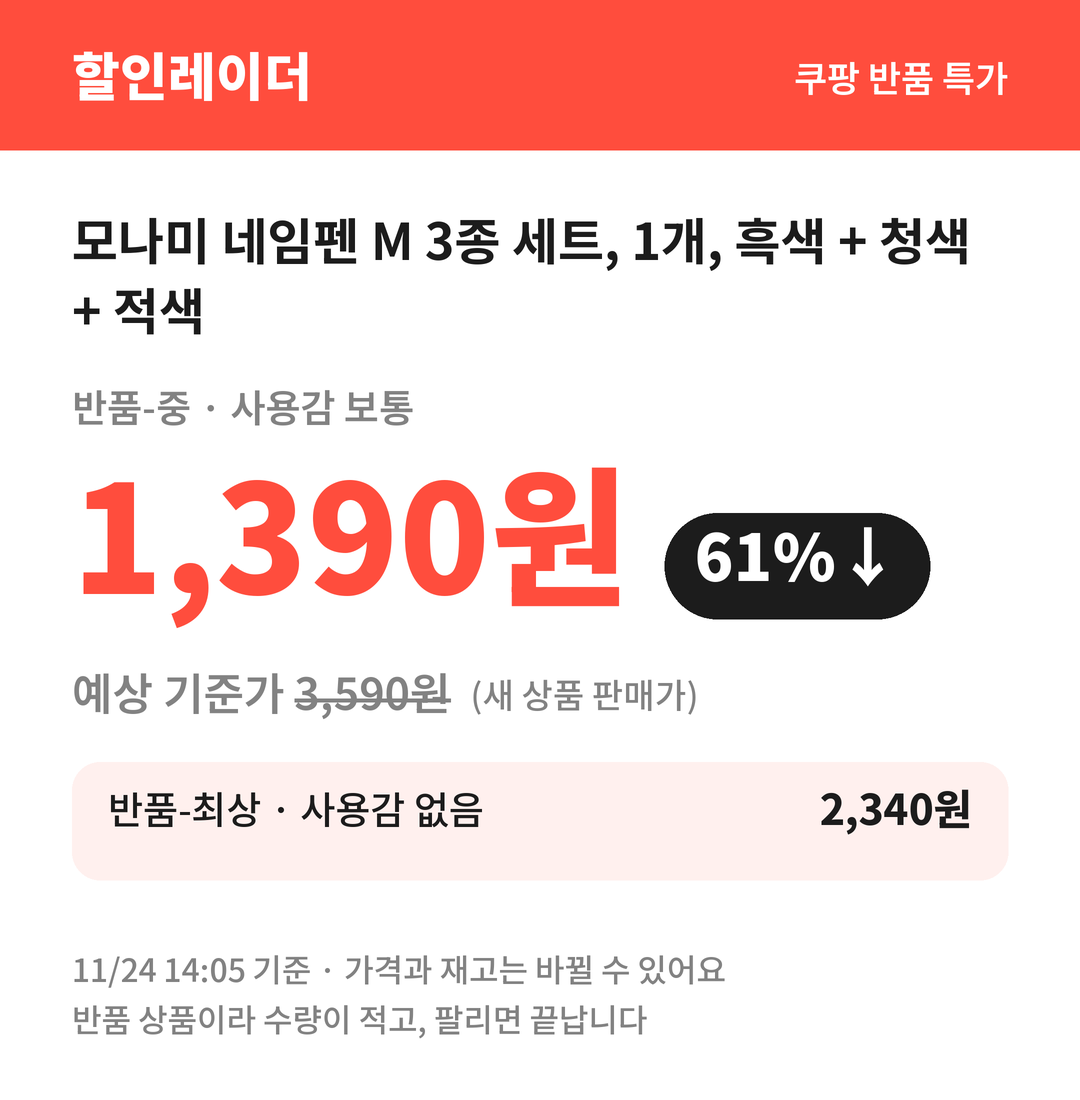 할인레이더
쿠팡 반품 특가
모나미 네임펜 M 3종 세트, 1개, 흑색 + 청색
+ 적색
반품-중 · 사용감 보통
1,390원 61%↓
예상 기준가 3,590원 (새 상품 판매가)
반품-최상 · 사용감 없음 2,340원
11/24 14:05 기준 · 가격과 재고는 바뀔 수 있어요
반품 상품이라 수량이 적고, 팔리면 끝납니다